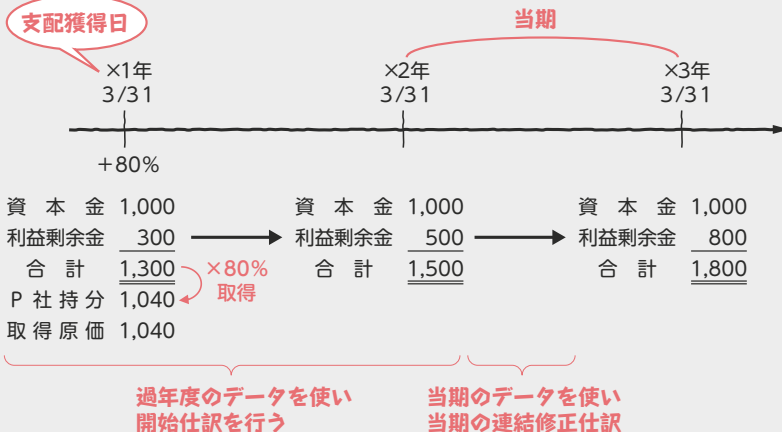 支配獲得日
当期
×1年
3/31
×2年
3/31
×3年
3/31
+80%
資本金 1,000
利益剰余金 300
合計 1,300
P社持分 1,040
取得原価 1,040
×80%
取得
資本金 1,000
利益剰余金 500
合計 1,500
資本金 1,000
利益剰余金 800
合計 1,800
過年度のデータを使い
開始仕訳を行う
当期のデータを使い
当期の連結修正仕訳